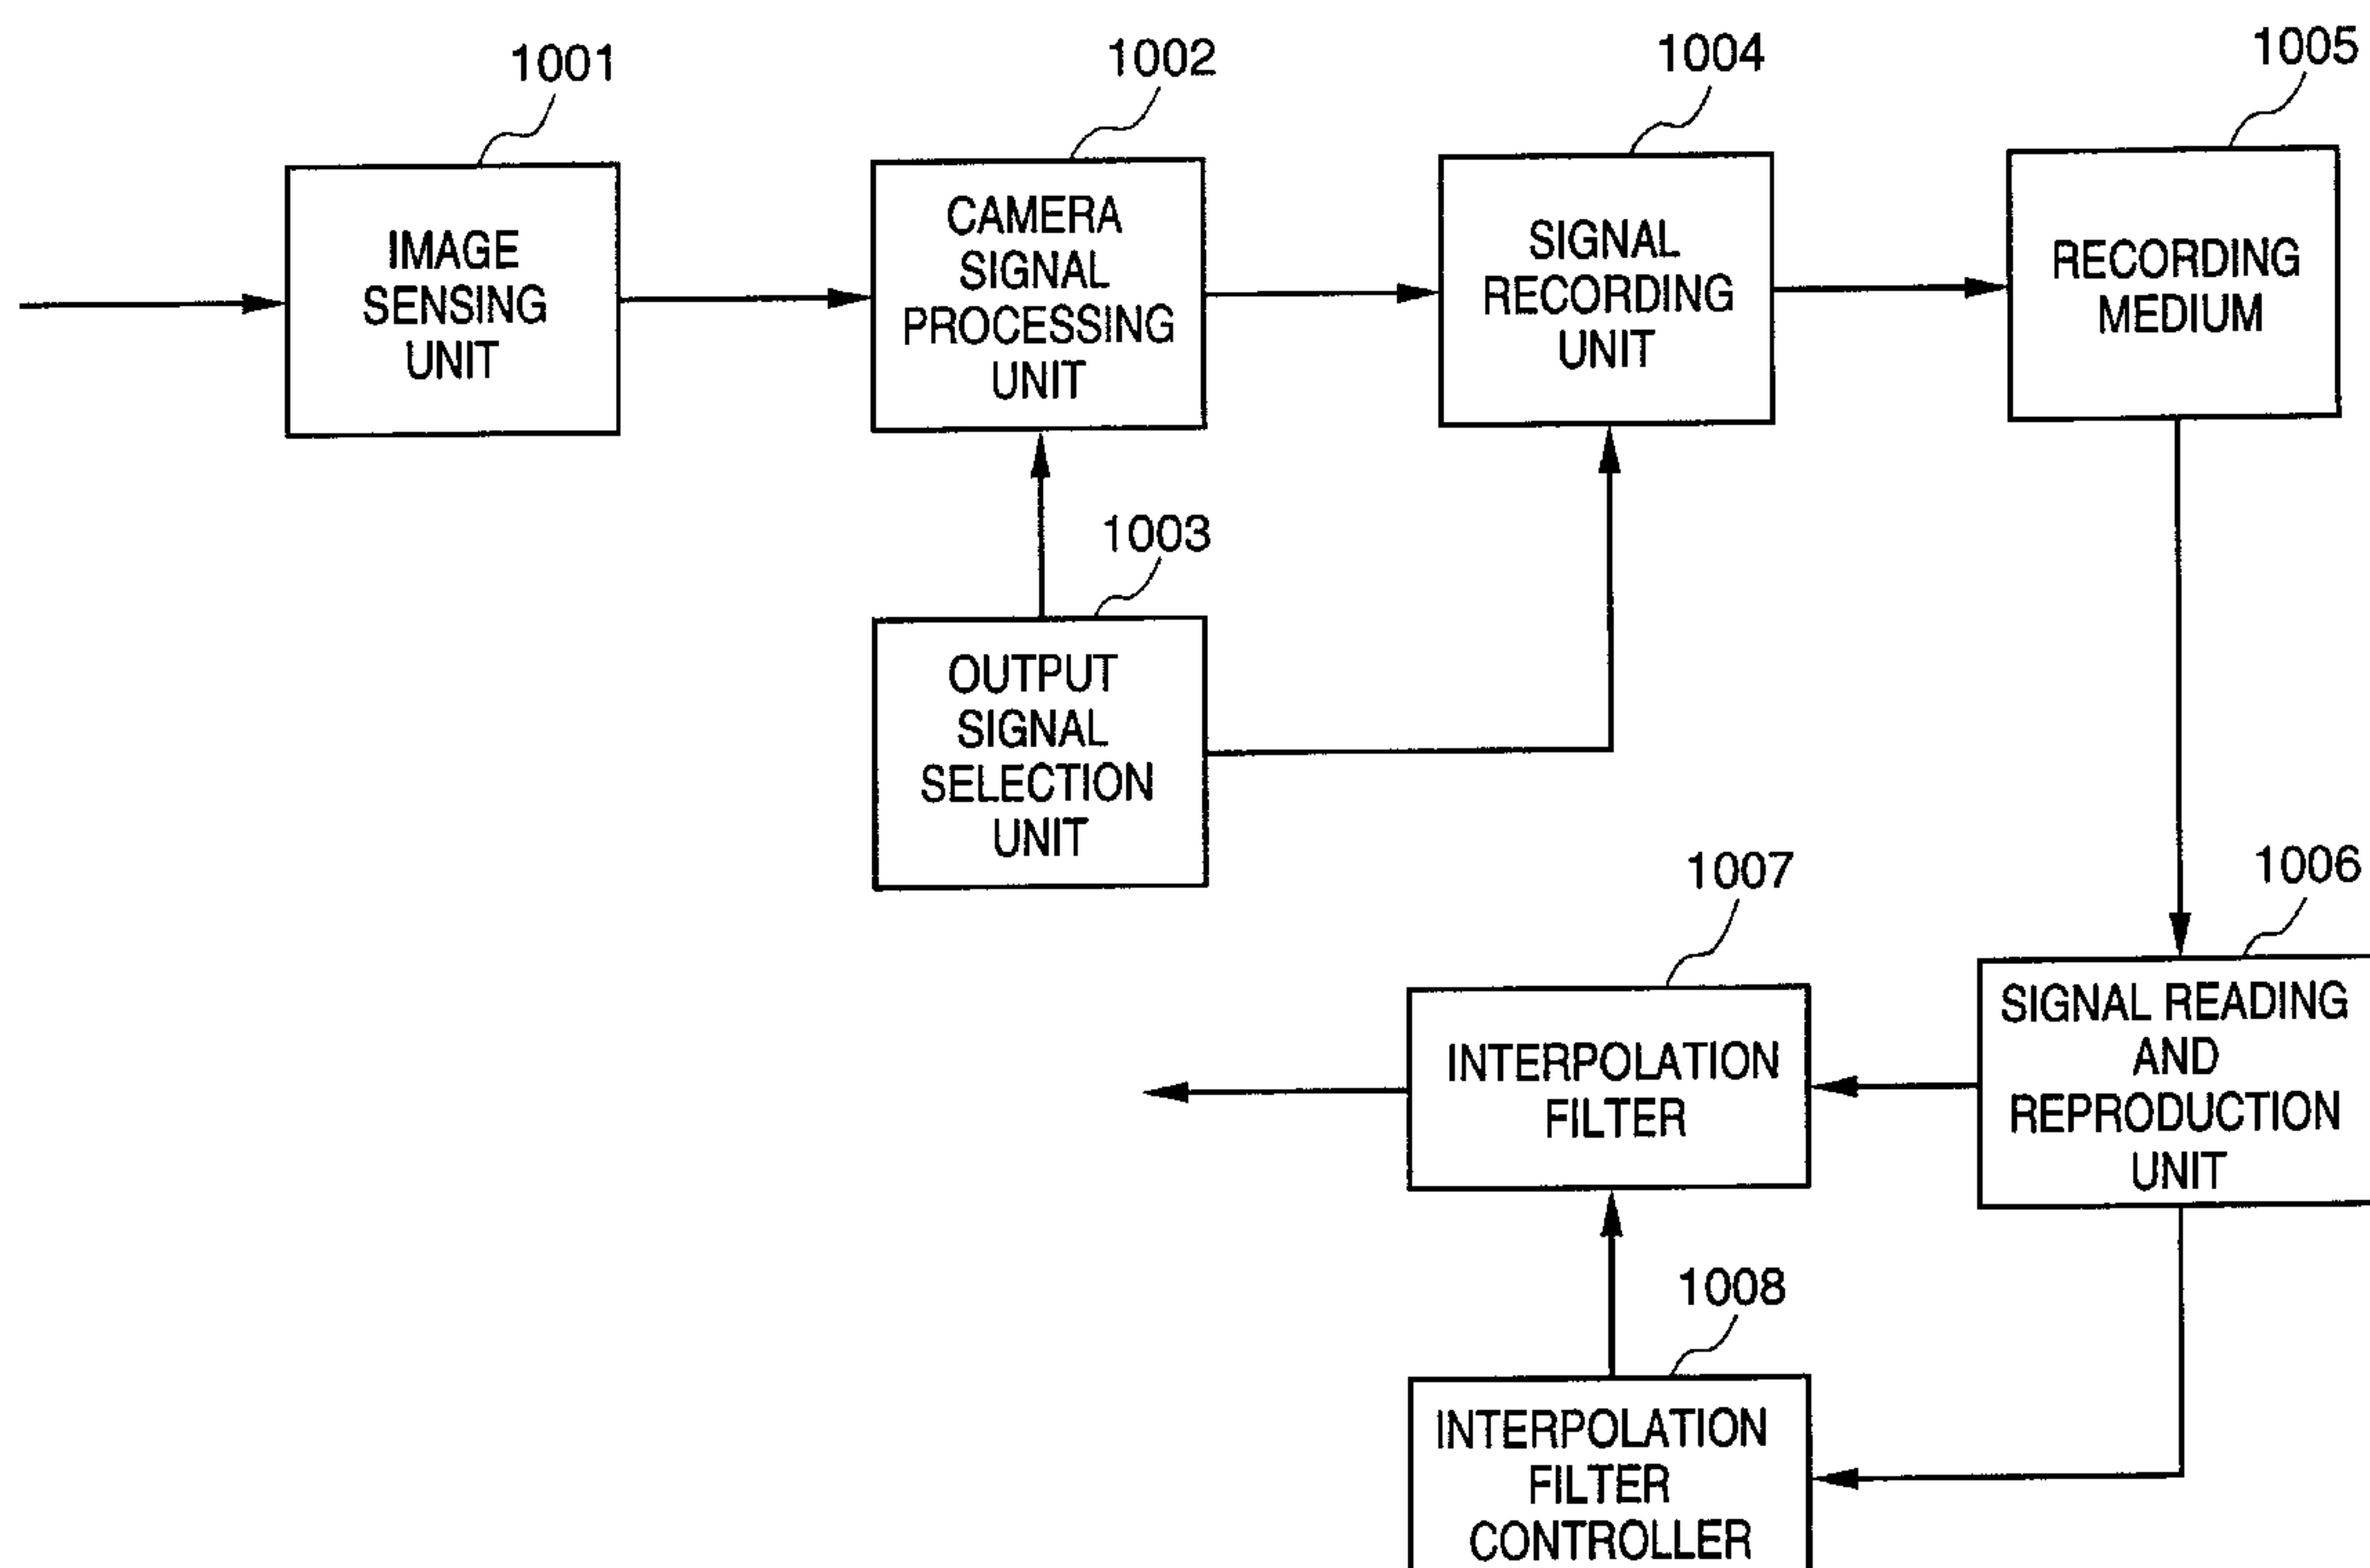 1001
1002
1004
1005
IMAGE
SENSING
UNIT
CAMERA
SIGNAL
PROCESSING
UNIT
SIGNAL
RECORDING
UNIT
RECORDING
MEDIUM
1003
OUTPUT
SIGNAL
SELECTION
UNIT
1007
1006
INTERPOLATION
FILTER
SIGNAL READING
AND
REPRODUCTION
UNIT
1008
INTERPOLATION
FILTER
CONTROLLER